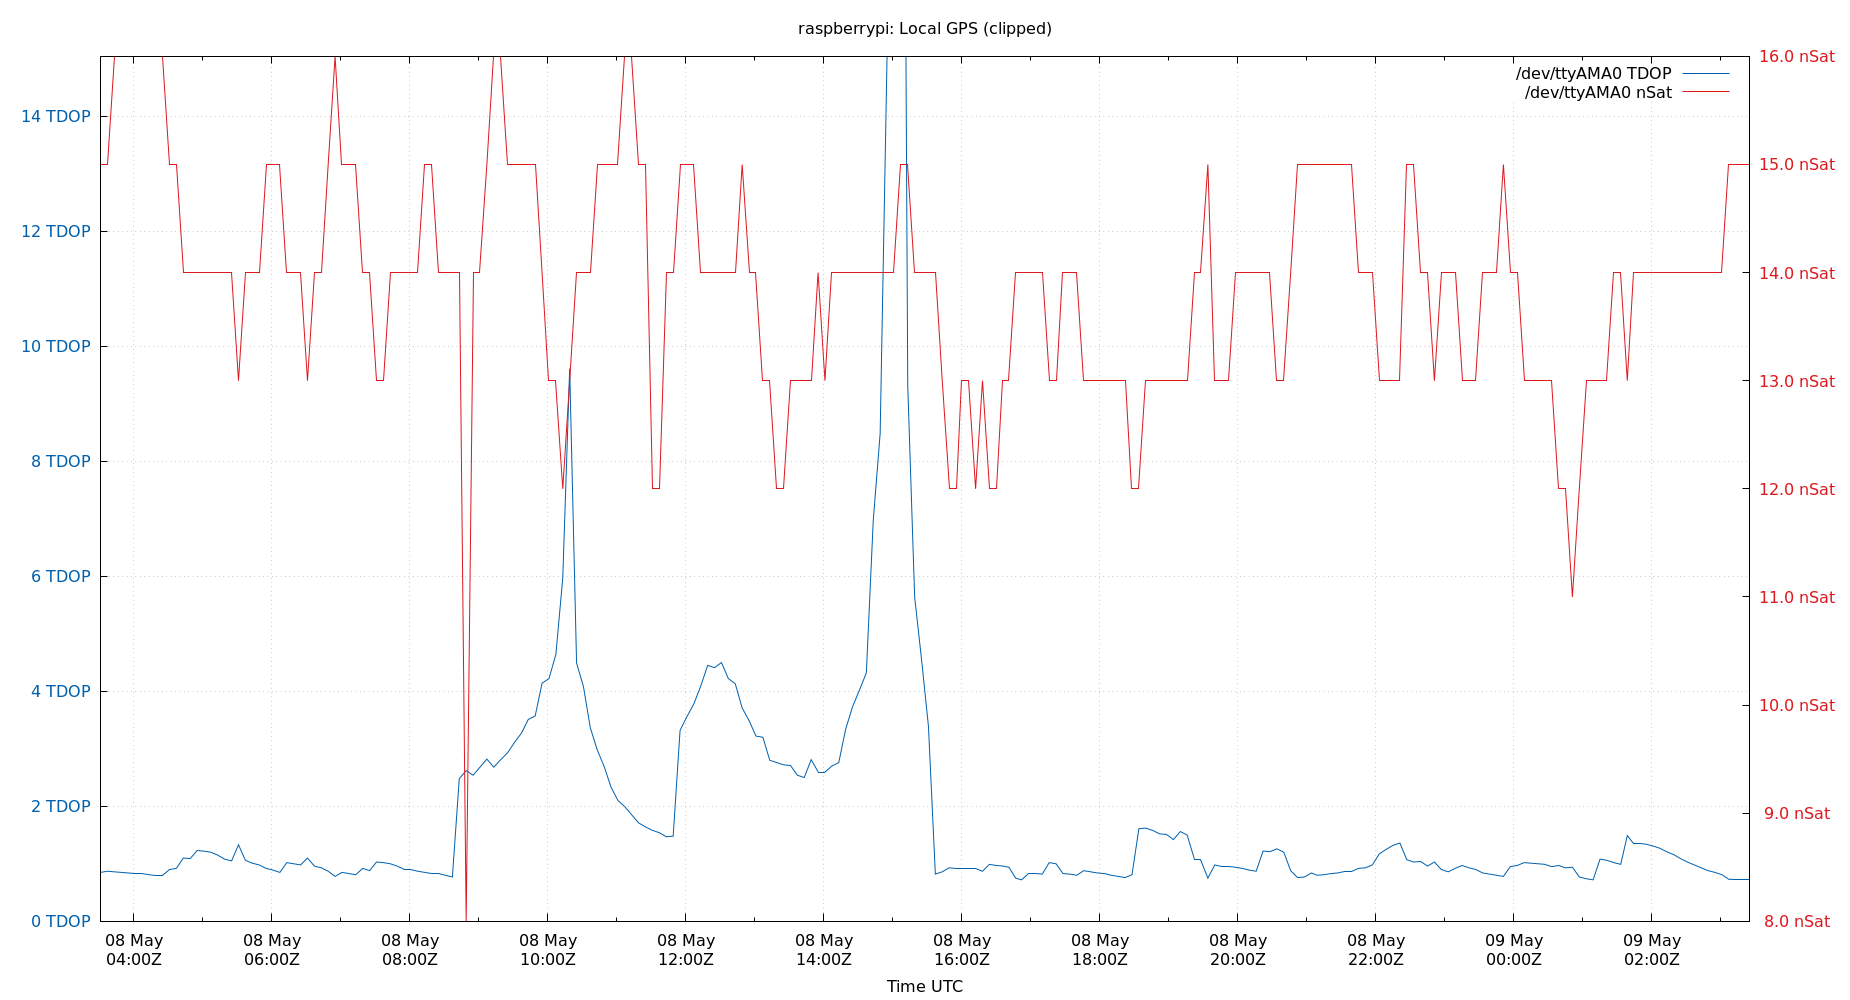 raspberrypi: Local GPS (clipped)
16.0 nSat
/dev/ttyAMA0 TDOP
/dev/ttyAMA0 nSat
14 TDOP
15.0 nSat
12 TDOP
14.0 nSat
10 TDOP
13.0 nSat
8 TDOP
12.0 nSat
6 TDOP
11.0 nSat
4 TDOP
10.0 nSat
2 TDOP
9.0 nSat
0 TDOP
8.0 nSat
08 May 08 May 08 May 08 May 08 May 08 May 08 May 08 May 08 May 08 May 09 May 09 May
04:00Z 06:00Z 08:00Z 10:00Z 12:00Z 14:00Z 16:00Z 18:00Z 20:00Z 22:00Z 00:00Z 02:00Z
Time UTC